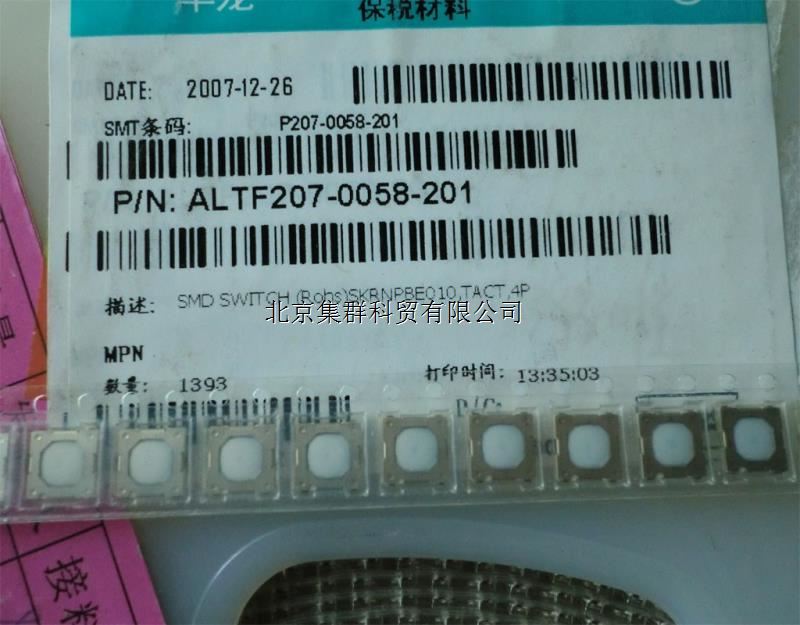 保税材料
DATE: 2007-12-26
SMT条码: P207-0058-201
P/N: ALTF207-0058-201
描述: SMD SWITCH (Rohs)SKRNPBE010,TACT,4P
北京集群科贸有限公司
MPN
数量: 1393
打印时间: 13:35:03
D/C:
接料